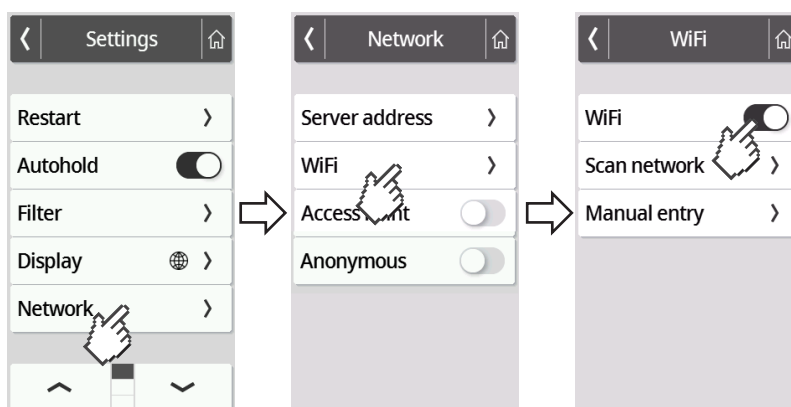 Settings
Restart
Autohold
Filter
Display
Network
Network
Server address
WiFi
Access
Anonymous
WiFi
WiFi
Scan network
Manual entry